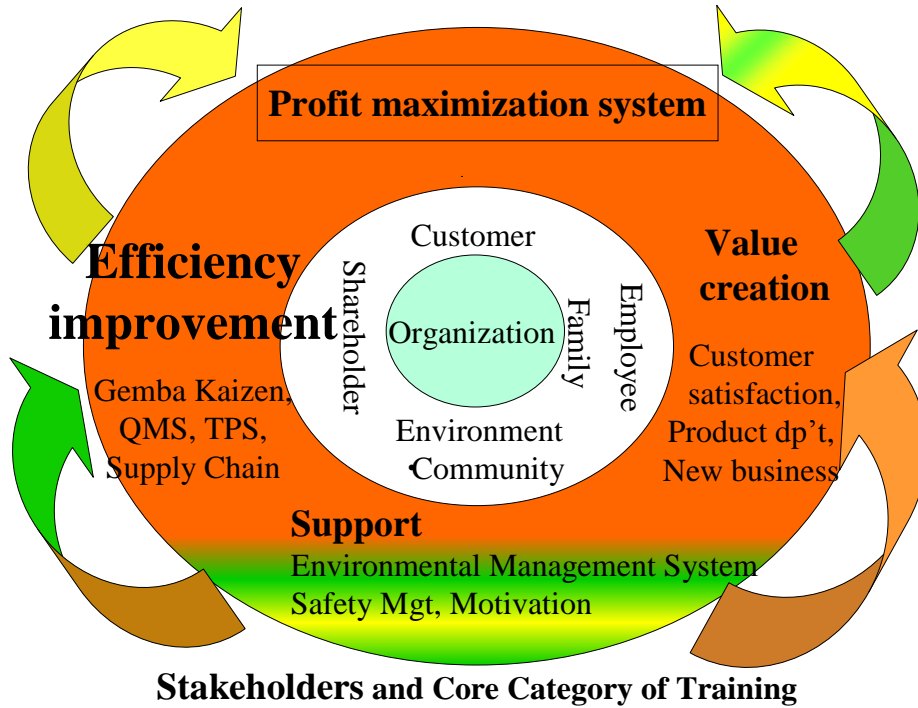 Profit maximization system
Efficiency
improvement
Gemba Kaizen,
QMS, TPS,
Supply Chain
Customer
Shareholder
Organization
Family
Employee
Environment
·Community
Value
creation
Customer
satisfaction,
Product dp't,
New business
Support
Environmental Management System
Safety Mgt, Motivation
Stakeholders and Core Category of Training